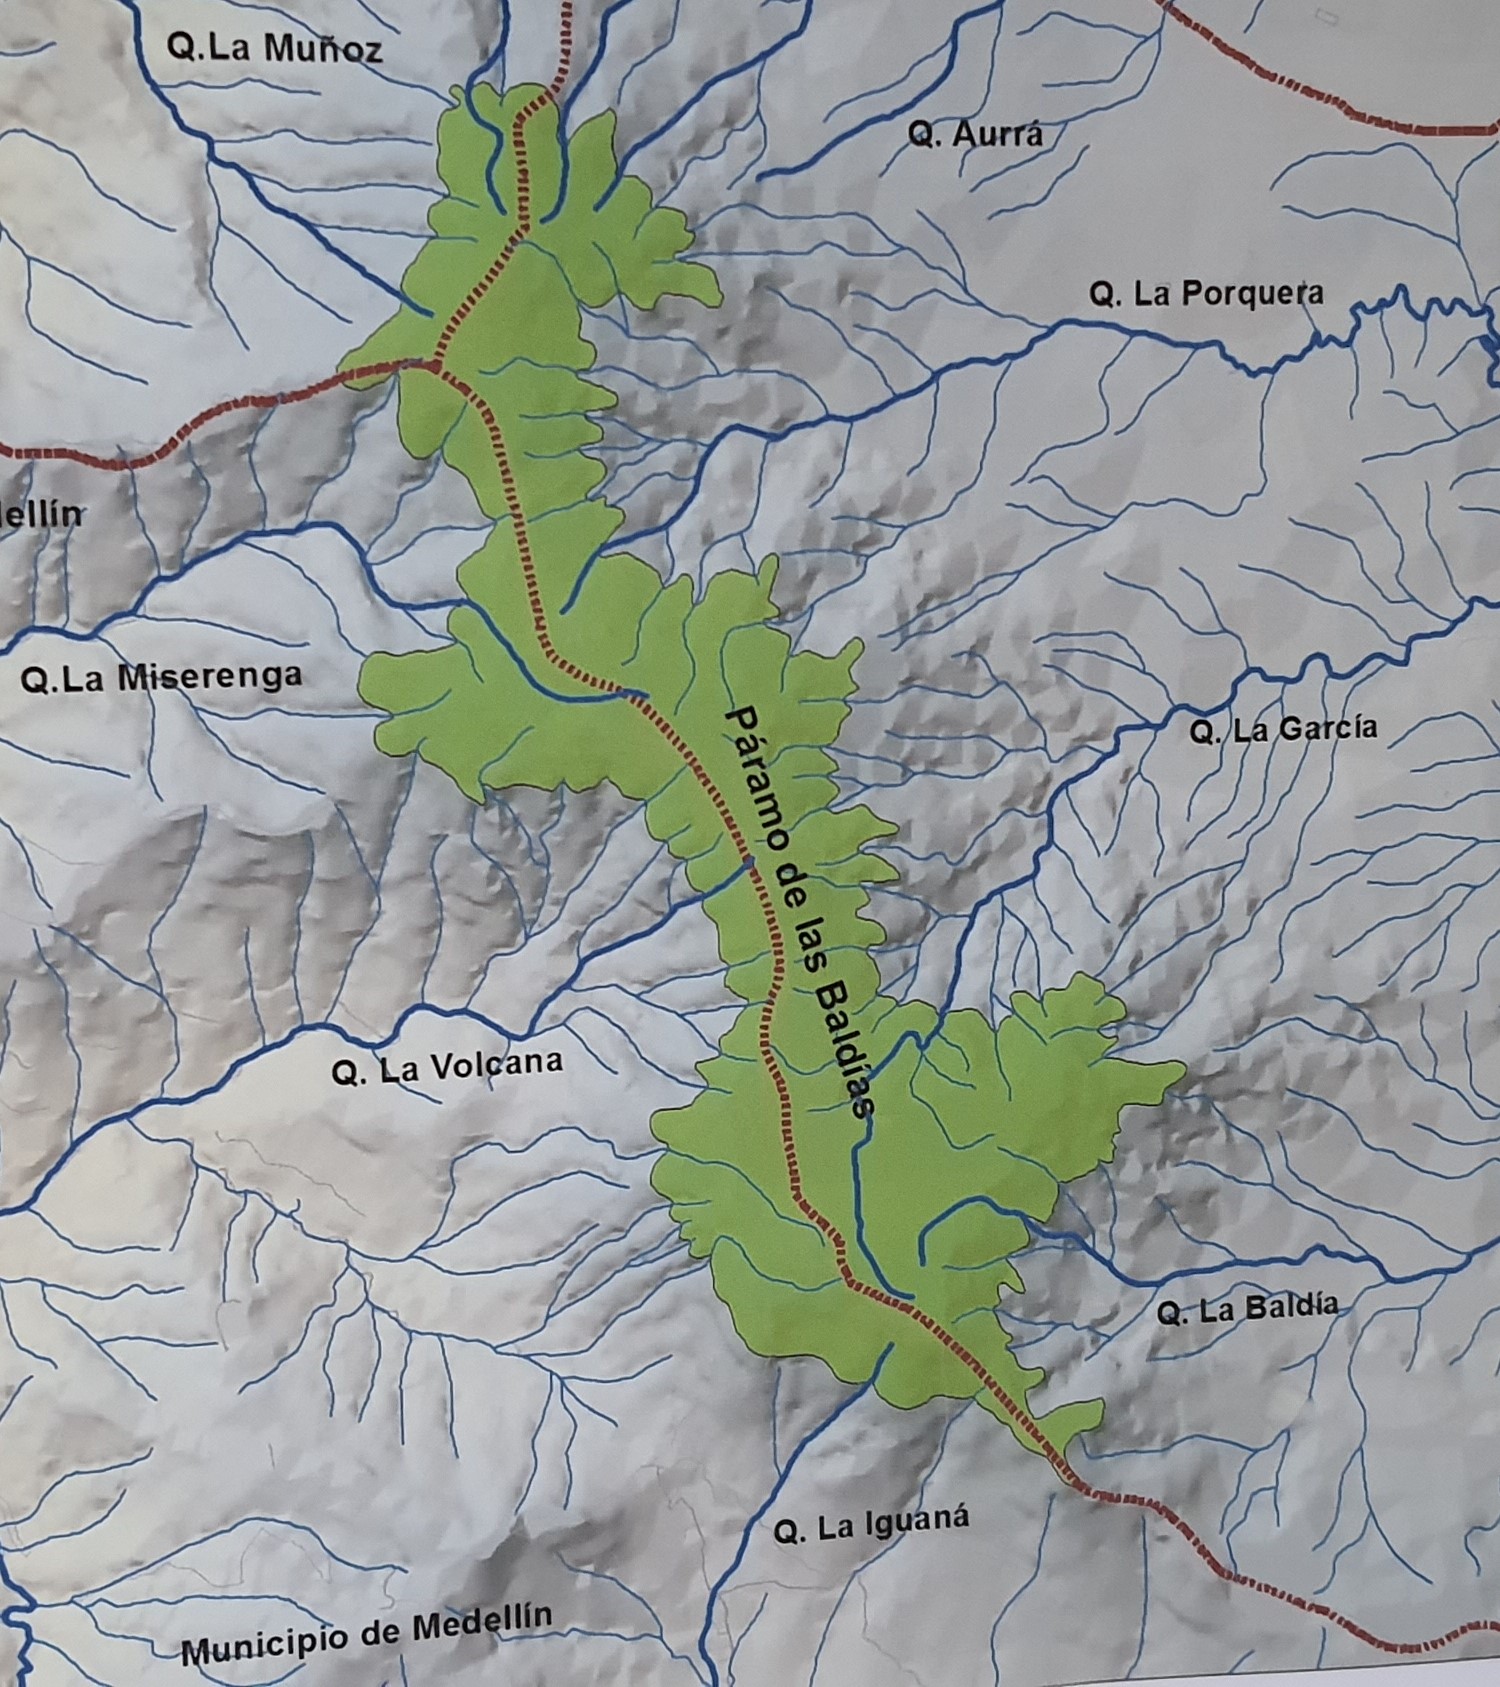 Q.La Muñoz
Q. Aurrá
Q. La Porquera
ellín
Q.La Miserenga
Q. La García
Páramo de las Baldías
Q. La Volcana
Q. La Baldía
Q. La Iguaná
Municipio de Medellín